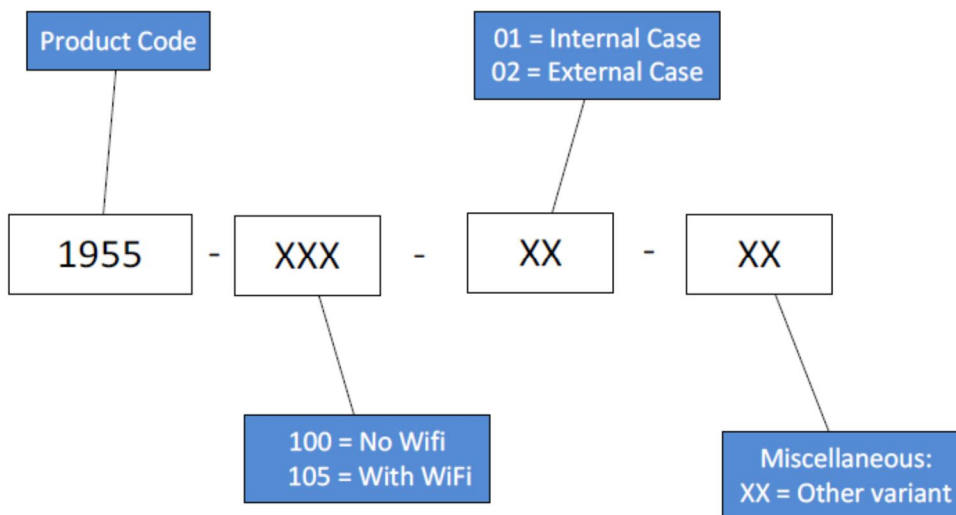 Product Code
01 = Internal Case
02 = External Case
1955 - XXX - XX - XX
100 = No Wifi
105 = With WiFi
Miscellaneous:
XX = Other variant